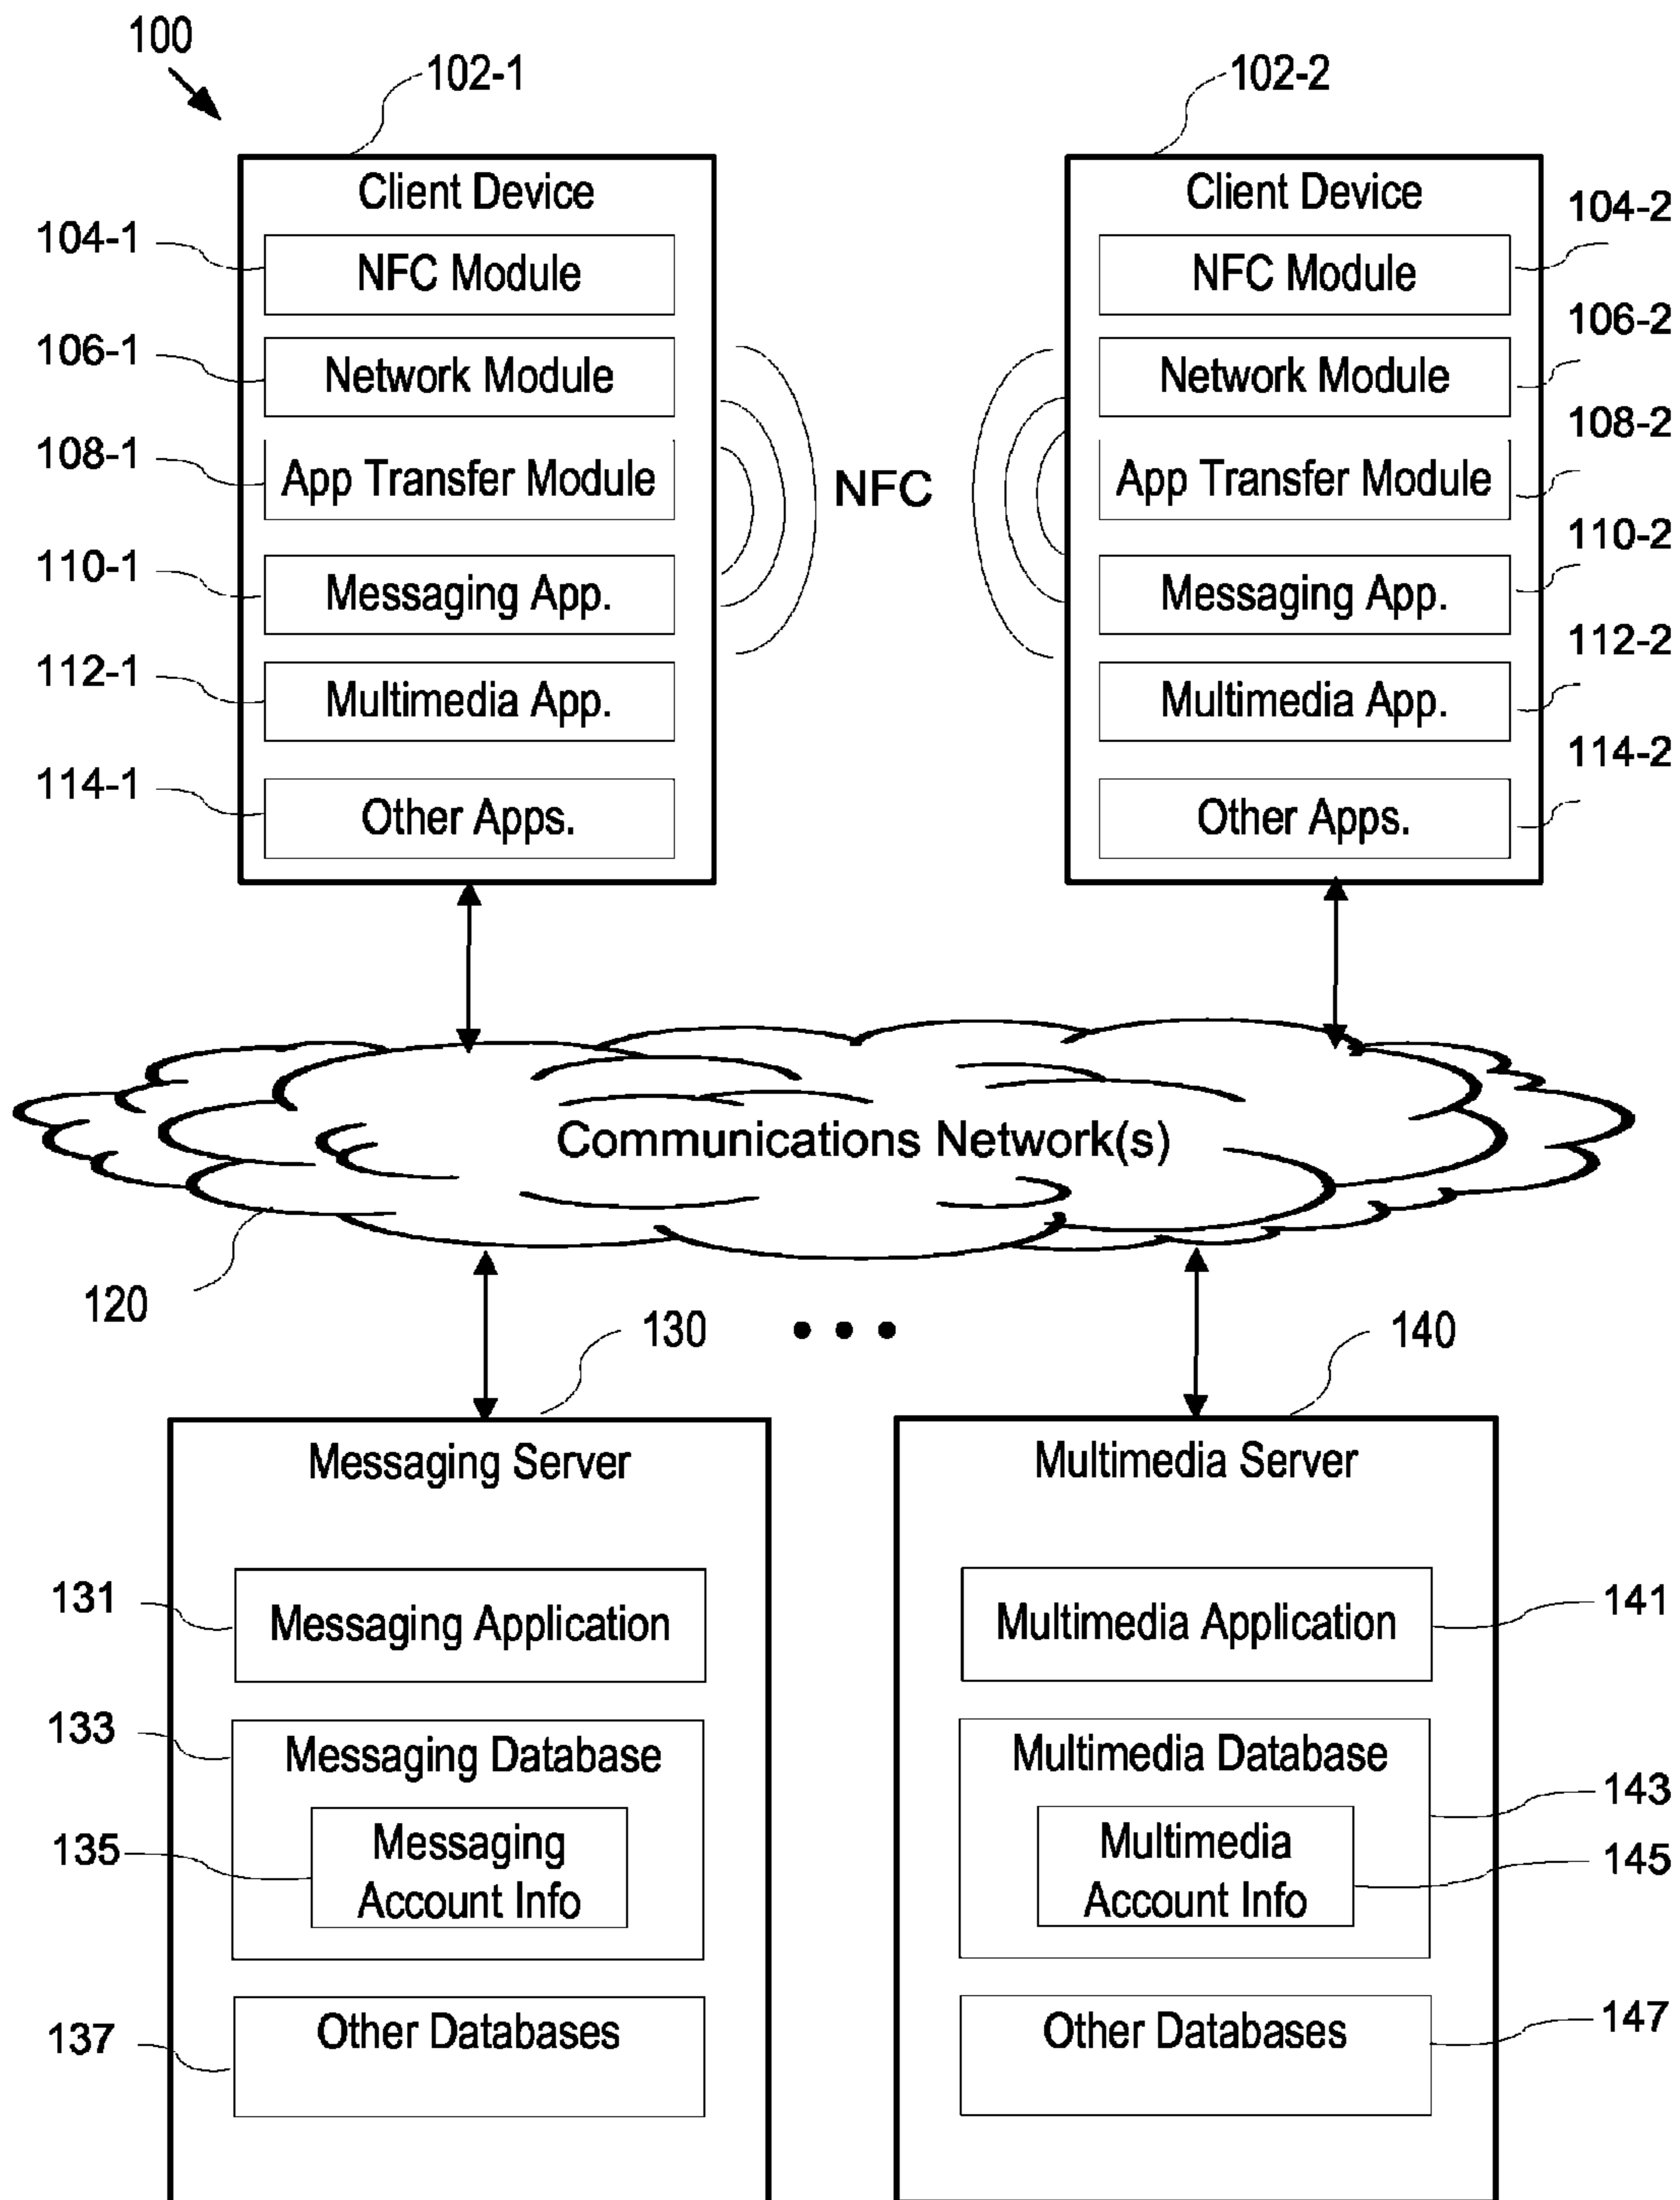 100
102-1
102-2
Client Device
104-1
NFC Module
106-1
Network Module
108-1
App Transfer Module
110-1
Messaging App.
112-1
Multimedia App.
114-1
Other Apps.
NFC
Client Device
104-2
NFC Module
106-2
Network Module
108-2
App Transfer Module
110-2
Messaging App.
112-2
Multimedia App.
114-2
Other Apps.
Communications Network(s)
120
130
• • •
140
Messaging Server
131
Messaging Application
133
Messaging Database
135
Messaging
Account Info
137
Other Databases
Multimedia Server
141
Multimedia Application
Multimedia Database
143
Multimedia
Account Info
145
Other Databases
147